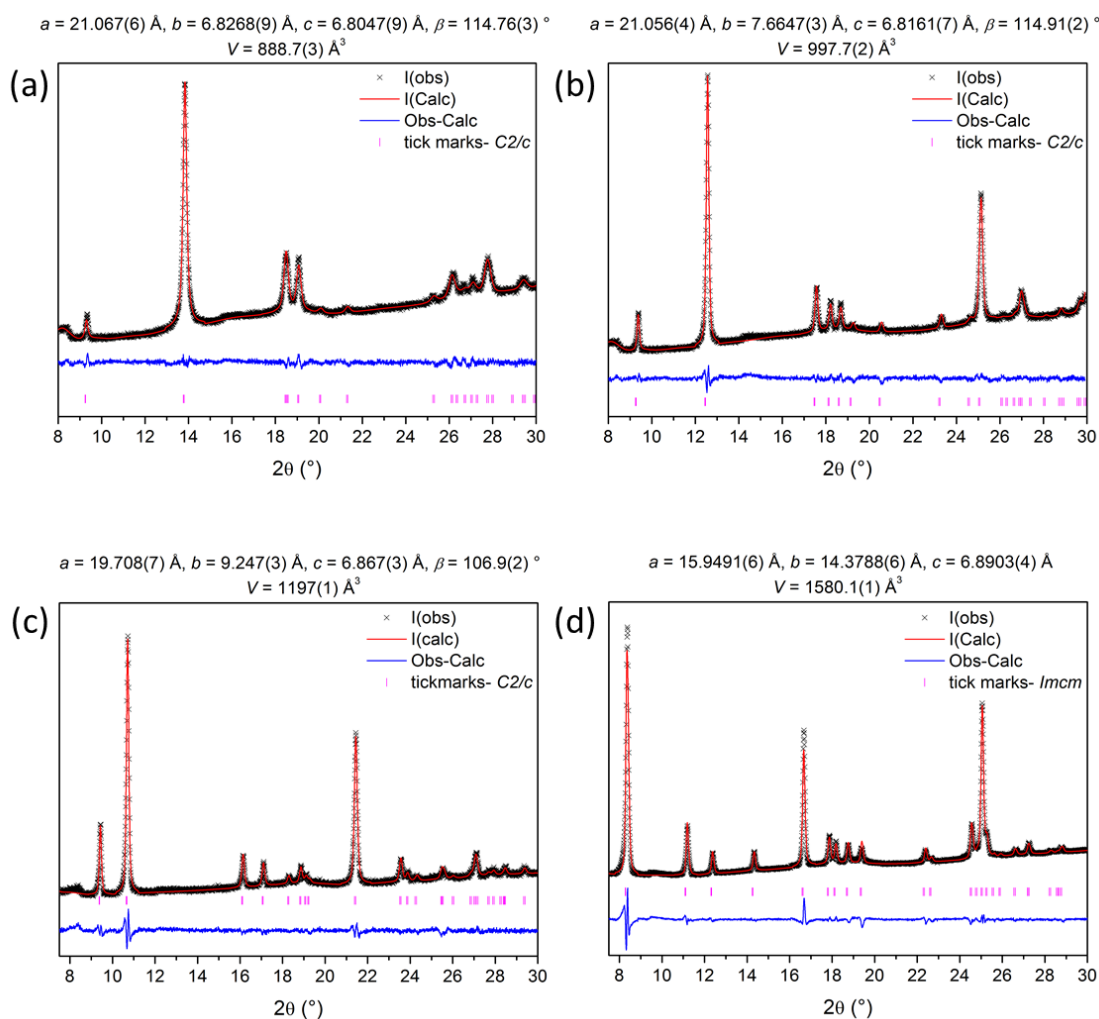 a = 21.067(6) Å, b = 6.8268(9) Å, c = 6.8047(9) Å, β = 114.76(3) °
V = 888.7(3) Å³
(a)
I(obs)
I(Calc)
Obs-Calc
tick marks- C2/c
8 10 12 14 16 18 20 22 24 26 28 30
2θ (°)
a = 21.056(4) Å, b = 7.6647(3) Å, c = 6.8161(7) Å, β = 114.91(2) °
V = 997.7(2) Å³
(b)
I(obs)
I(Calc)
Obs-Calc
tick marks- C2/c
8 10 12 14 16 18 20 22 24 26 28 30
2θ (°)
a = 19.708(7) Å, b = 9.247(3) Å, c = 6.867(3) Å, β = 106.9(2) °
V = 1197(1) Å³
(c)
I(obs)
I(calc)
Obs-Calc
tickmarks- C2/c
8 10 12 14 16 18 20 22 24 26 28 30
2θ (°)
a = 15.9491(6) Å, b = 14.3788(6) Å, c = 6.8903(4) Å
V = 1580.1(1) Å³
(d)
I(obs)
I(Calc)
Obs-Calc
tick marks- Imcm
8 10 12 14 16 18 20 22 24 26 28 30
2θ (°)